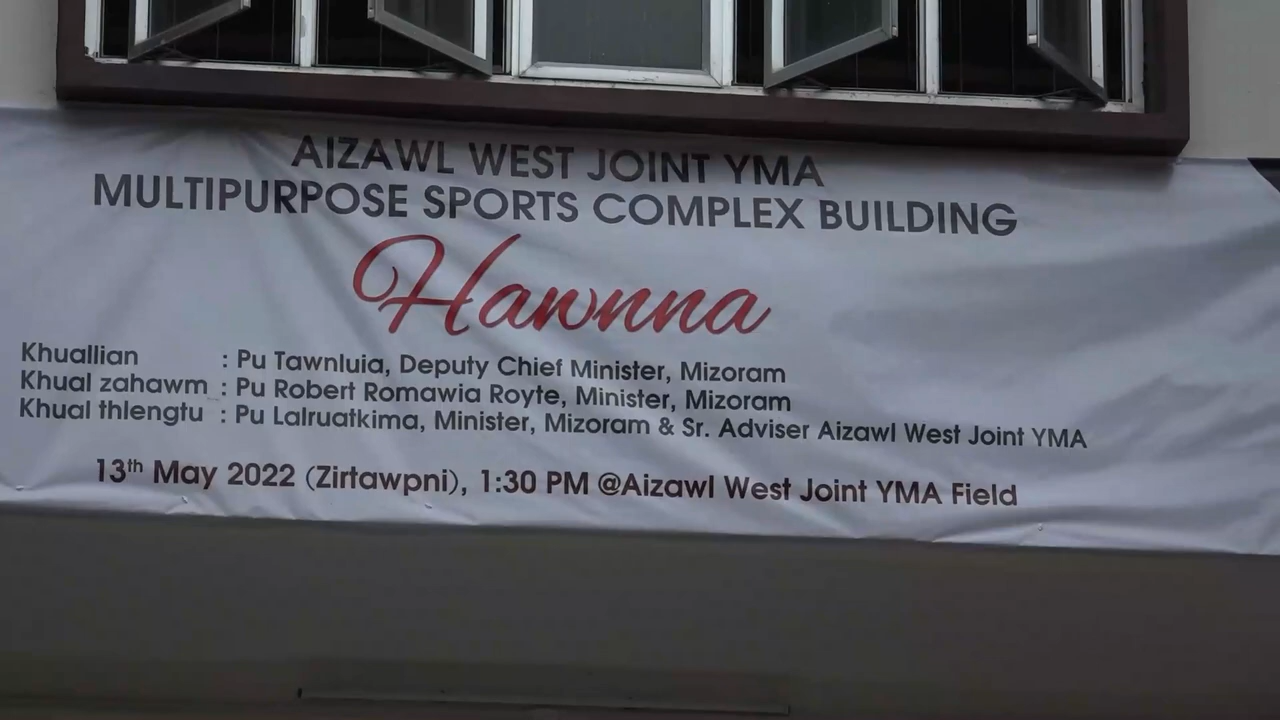 AIZAWL WEST JOINT YMA
MULTIPURPOSE SPORTS COMPLEX BUILDING
Hawnna
Khuallian : Pu Tawnluia, Deputy Chief Minister, Mizoram
Khual zahawm : Pu Robert Romawia Royte, Minister, Mizoram
Khual thlengtu : Pu Lalruatkima, Minister, Mizoram & Sr. Adviser Aizawl West Joint YMA
13th May 2022 (Zirtawpni), 1:30 PM @Aizawl West Joint YMA Field